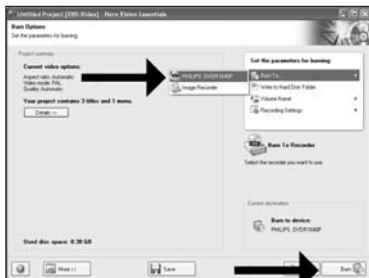 Untitled Project [DVD-Video] - Nero Vision Essentials
Burn Options
Set the parameters for burning.
Project summary
Current video options:
Aspect ratio: Automatic
Video mode: PAL
Quality: Automatic
Your project contains 3 titles and 1 menu.
Details >>
Used disc space: 0.38 GB
PHILIPS DVDR1640P
Image Recorder
Set the parameters for burning:
Burn To...
Write to Hard Disk Folder
Volume Name
Recording Settings
Burn To Recorder
Select the recorder you want to use
Current destination:
Burn to device:
PHILIPS DVDR1640P
More >>
Save
Burn